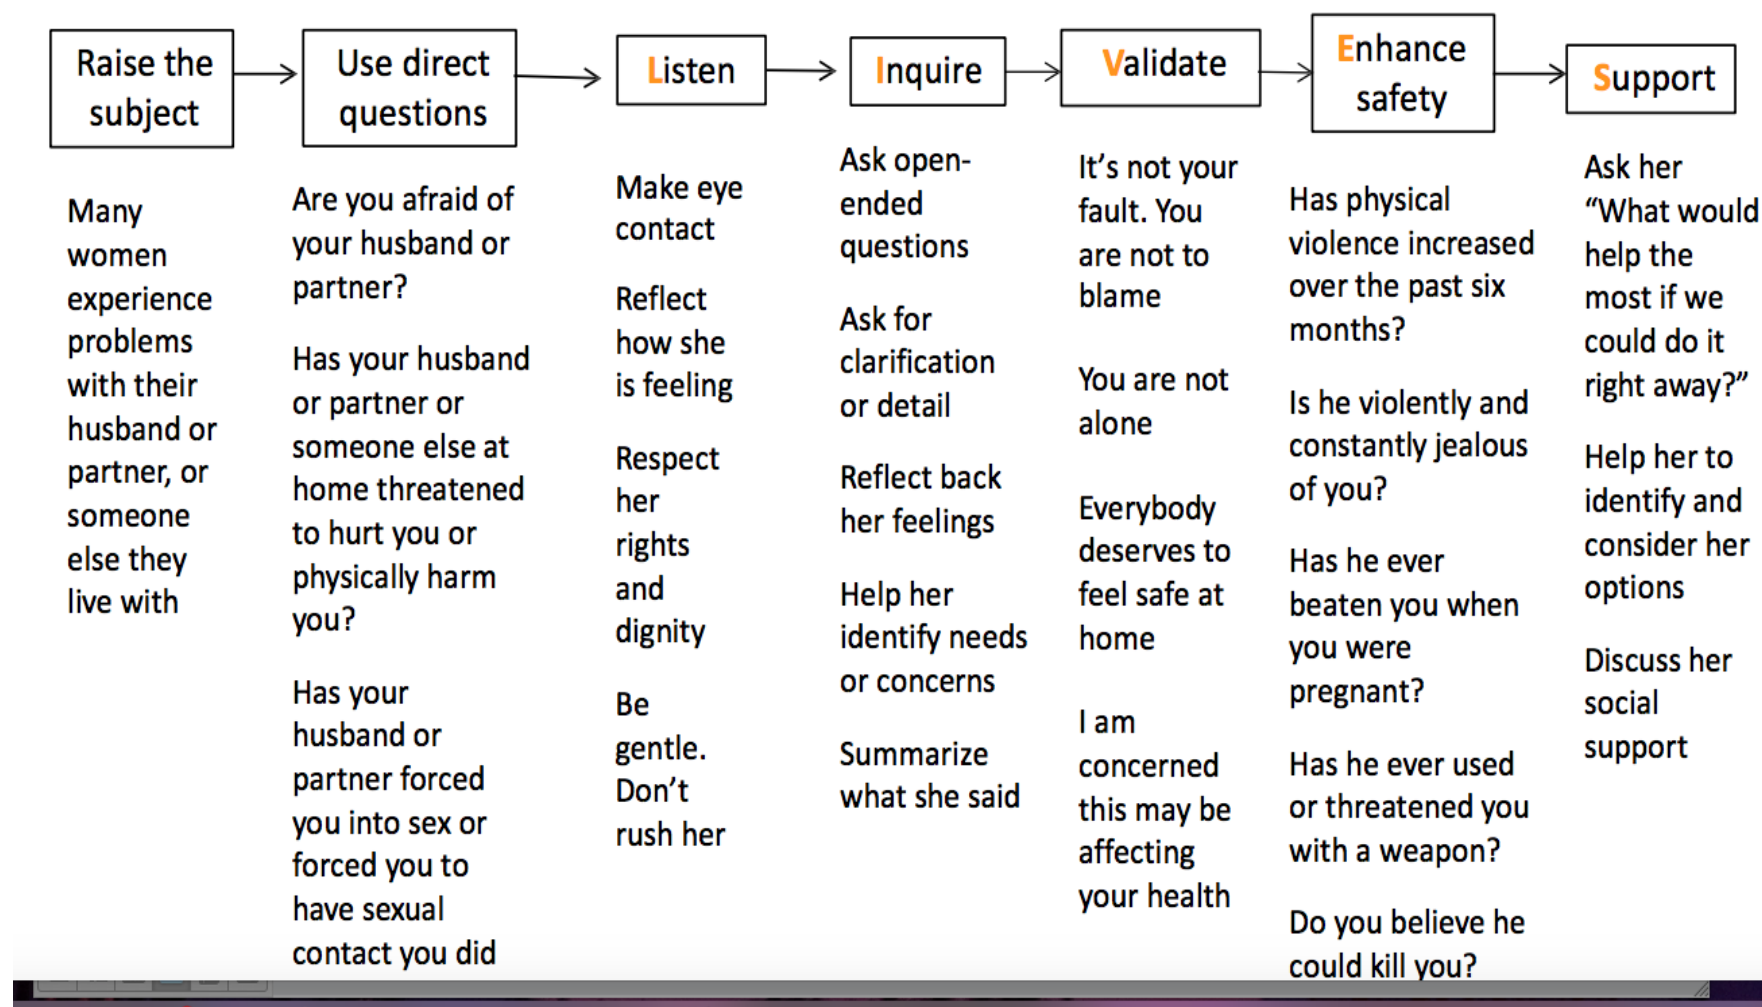 Raise the
subject
Use direct
questions
Listen
Inquire
Validate
Enhance
safety
Support
Many
women
experience
problems
with their
husband or
partner, or
someone
else they
live with
Are you afraid of
your husband or
partner?
Has your husband
or partner or
someone else at
home threatened
to hurt you or
physically harm
you?
Has your
husband or
partner forced
you into sex or
forced you to
have sexual
contact you did
Make eye
contact
Reflect
how she
is feeling
Respect
her
rights
and
dignity
Be
gentle.
Don’t
rush her
Ask open-
ended
questions
Ask for
clarification
or detail
Reflect back
her feelings
Help her
identify needs
or concerns
Summarize
what she said
It’s not your
fault. You
are not to
blame
You are not
alone
Everybody
deserves to
feel safe at
home
I am
concerned
this may be
affecting
your health
Has physical
violence increased
over the past six
months?
Is he violently and
constantly jealous
of you?
Has he ever
beaten you when
you were
pregnant?
Has he ever used
or threatened you
with a weapon?
Do you believe he
could kill you?
Ask her
“What would
help the
most if we
could do it
right away?”
Help her to
identify and
consider her
options
Discuss her
social
support